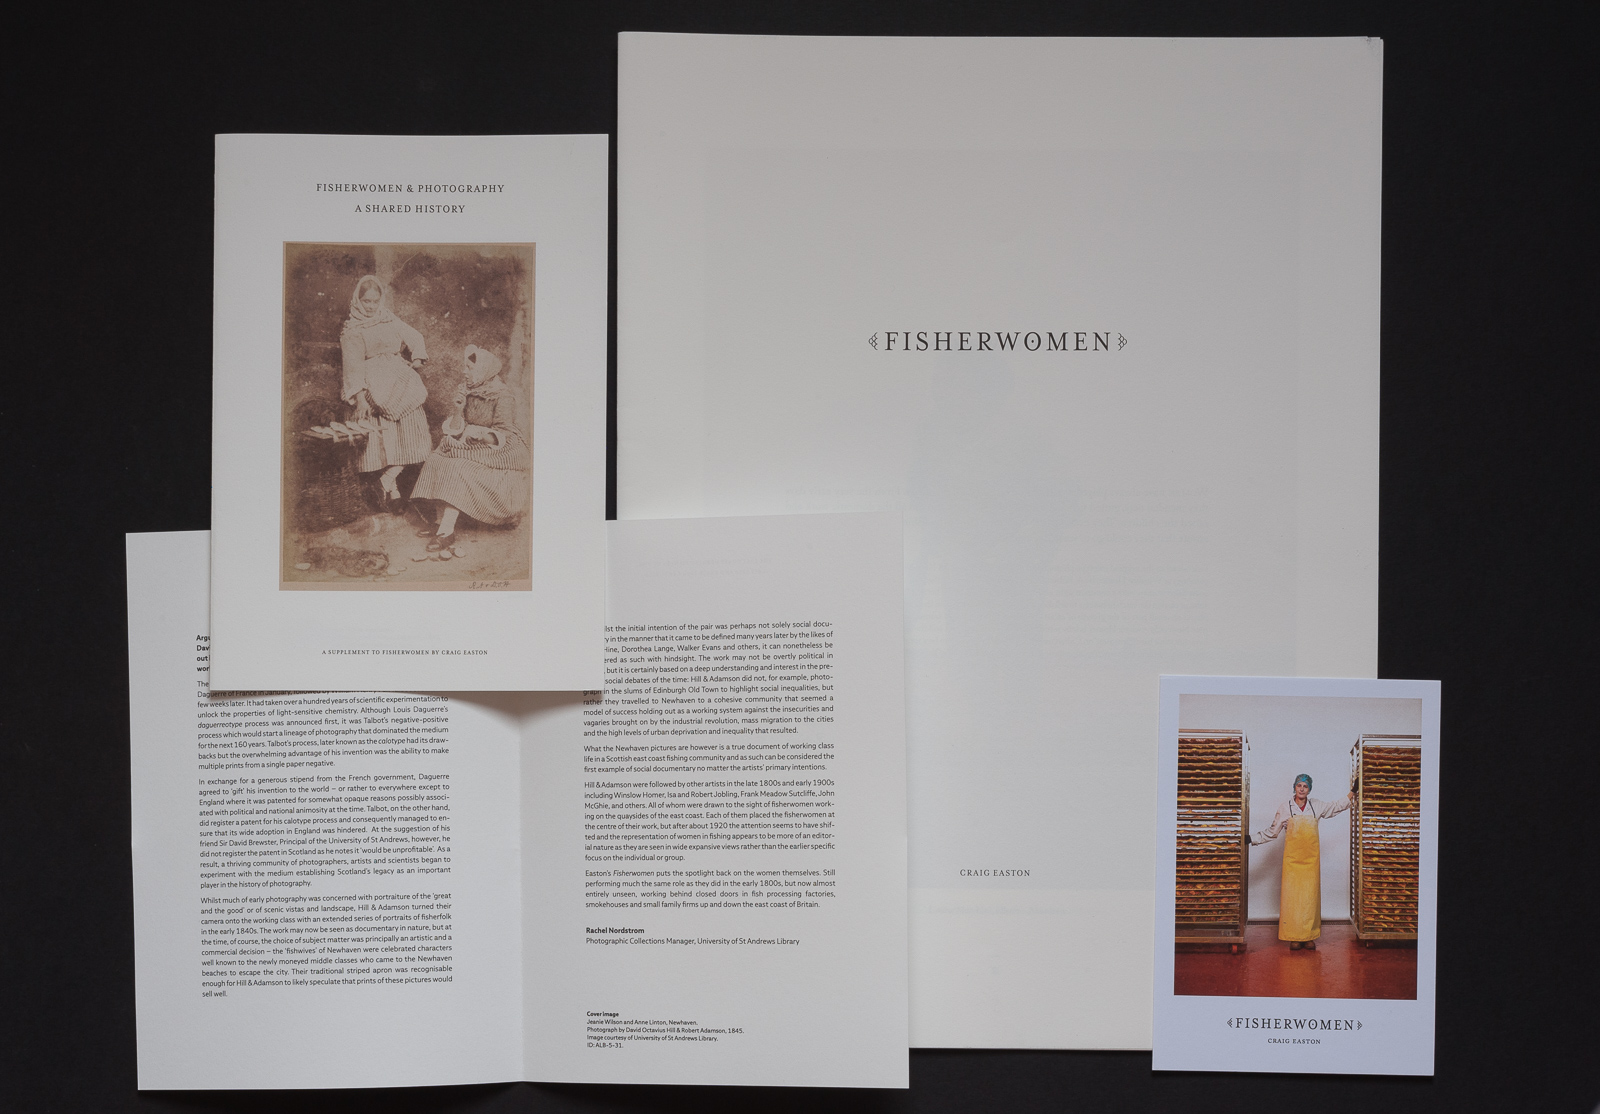 FISHERWOMEN & PHOTOGRAPHY
A SHARED HISTORY
A SUPPLEMENT TO FISHERWOMEN BY CRAIG EASTON
FISHERWOMEN
CRAIG EASTON
The
Daguerre of France in January, followed by
few weeks later. It had taken over a hundred years of scientific experimentation to
unlock the properties of light-sensitive chemistry. Although Louis Daguerre's
daguerreotype process was announced first, it was Talbot's negative-positive
process which would start a lineage of photography that dominated the medium
for the next 160 years. Talbot's process, later known as the calotype had its draw-
backs but the overwhelming advantage of his invention was the ability to make
multiple prints from a single paper negative.
In exchange for a generous stipend from the French government, Daguerre
agreed to 'gift' his invention to the world – or rather to everywhere except to
England where it was patented for somewhat opaque reasons possibly associ-
ated with political and national animosity at the time. Talbot, on the other hand,
did register a patent for his calotype process and consequently managed to en-
sure that its wide adoption in England was hindered. At the suggestion of his
friend Sir David Brewster, Principal of the University of St Andrews, however, he
did not register the patent in Scotland as he notes it 'would be unprofitable'. As a
result, a thriving community of photographers, artists and scientists began to
experiment with the medium establishing Scotland's legacy as an important
player in the history of photography.
Whilst much of early photography was concerned with portraiture of the 'great
and the good' or of scenic vistas and landscape, Hill & Adamson turned their
camera onto the working class with an extended series of portraits of fisherfolk
in the early 1840s. The work may now be seen as documentary in nature, but at
the time, of course, the choice of subject matter was principally an artistic and a
commercial decision – the 'fishwives' of Newhaven were celebrated characters
well known to the newly moneyed middle classes who came to the Newhaven
beaches to escape the city. Their traditional striped apron was recognisable
enough for Hill & Adamson to likely speculate that prints of these pictures would
sell well.
the initial intention of the pair was perhaps not solely social docu-
in the manner that it came to be defined many years later by the likes of
Hine, Dorothea Lange, Walker Evans and others, it can nonetheless be
as such with hindsight. The work may not be overtly political in
but it is certainly based on a deep understanding and interest in the pre-
social debates of the time: Hill & Adamson did not, for example, photo-
graph in the slums of Edinburgh Old Town to highlight social inequalities, but
rather they travelled to Newhaven to a cohesive community that seemed a
model of success holding out as a working system against the insecurities and
vagaries brought on by the industrial revolution, mass migration to the cities
and the high levels of urban deprivation and inequality that resulted.
What the Newhaven pictures are however is a true document of working class
life in a Scottish east coast fishing community and as such can be considered the
first example of social documentary no matter the artists' primary intentions.
Hill & Adamson were followed by other artists in the late 1800s and early 1900s
including Winslow Homer, Isa and Robert Jobling, Frank Meadow Sutcliffe, John
McGhie, and others. All of whom were drawn to the sight of fisherwomen work-
ing on the quaysides of the east coast. Each of them placed the fisherwomen at
the centre of their work, but after about 1920 the attention seems to have shif-
ted and the representation of women in fishing appears to be more of an editor-
ial nature as they are seen in wide expansive views rather than the earlier specific
focus on the individual or group.
Easton's Fisherwomen puts the spotlight back on the women themselves. Still
performing much the same role as they did in the early 1800s, but now almost
entirely unseen, working behind closed doors in fish processing factories,
smokehouses and small family firms up and down the east coast of Britain.
Rachel Nordstrom
Photographic Collections Manager, University of St Andrews Library
Cover image
Jeanie Wilson and Anne Linton, Newhaven.
Photograph by David Octavius Hill & Robert Adamson, 1845.
Image courtesy of University of St Andrews Library.
ID: ALB-5-31.
FISHERWOMEN
CRAIG EASTON